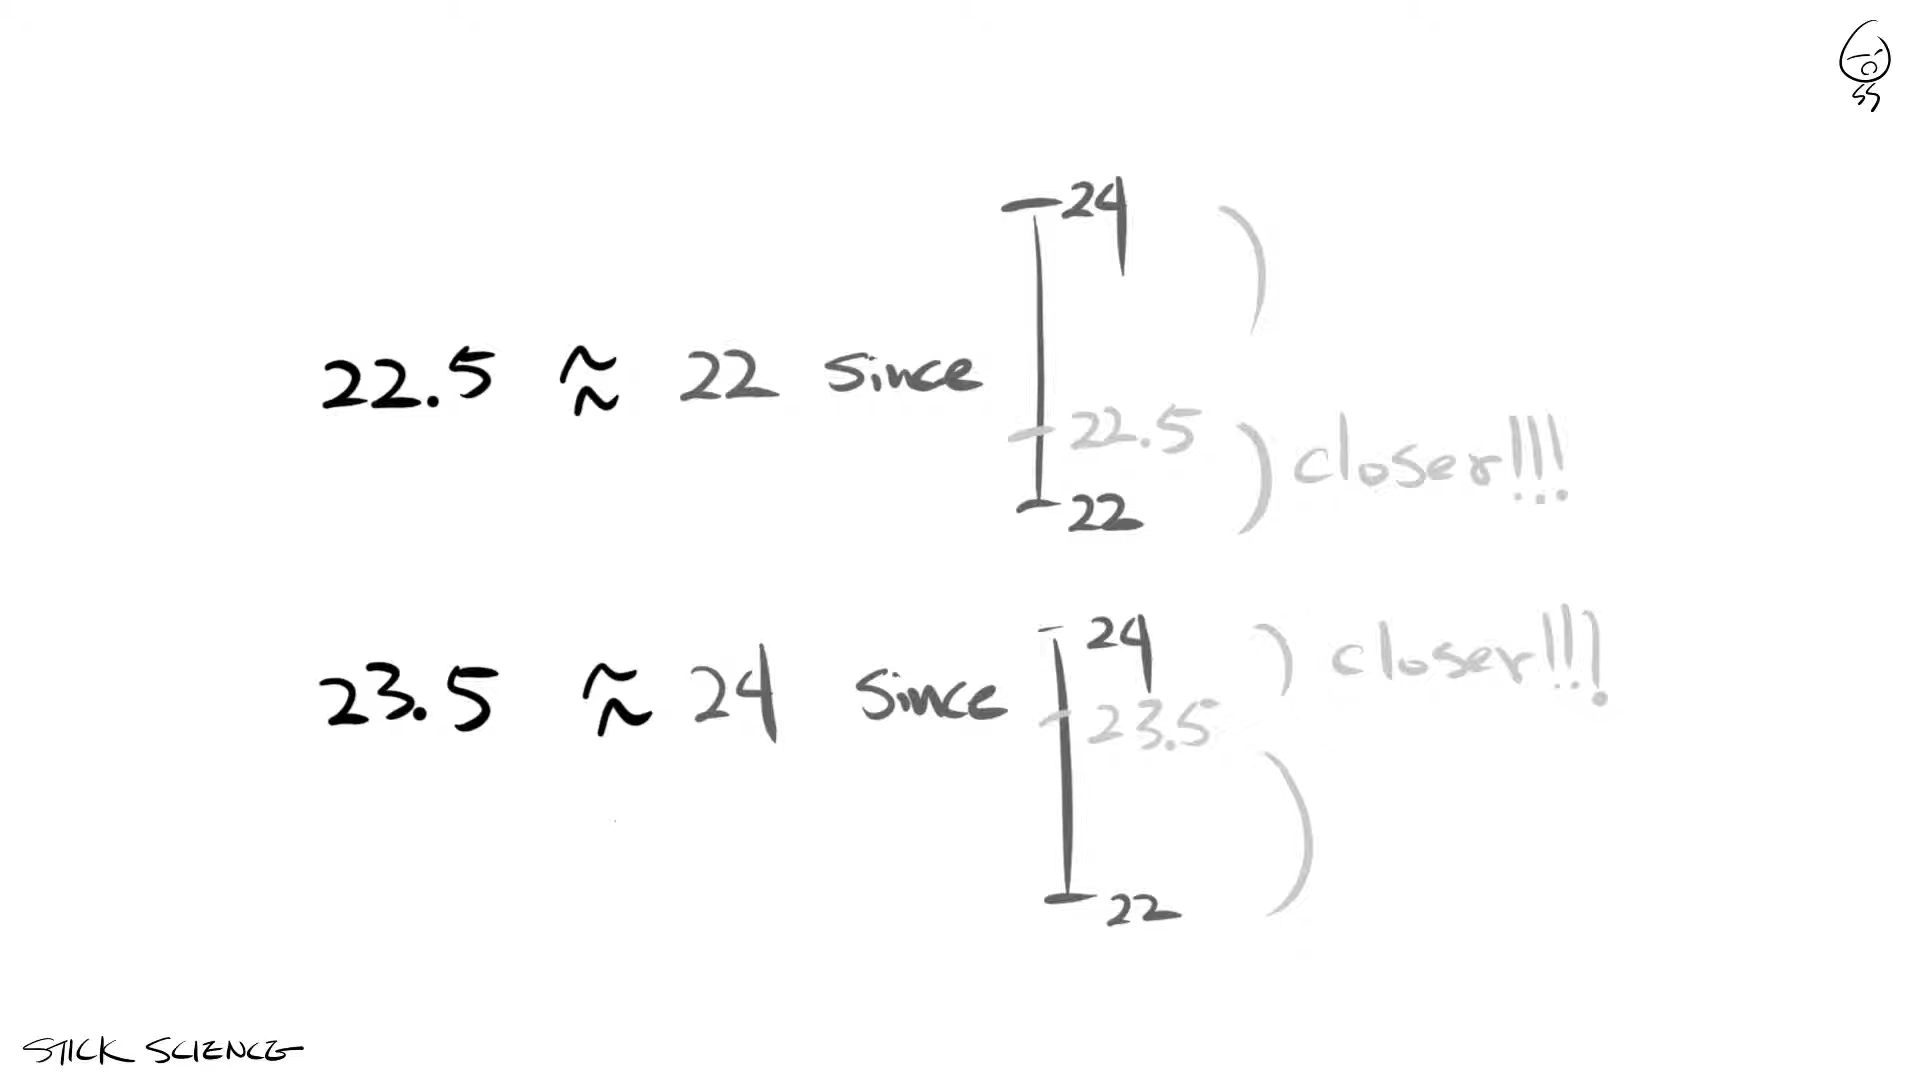 SS
24
22.5 ≈ 22 since
22.5
closer!!!
22
24
closer!!!
23.5 ≈ 24 since
23.5
22
STICK SCIENCE